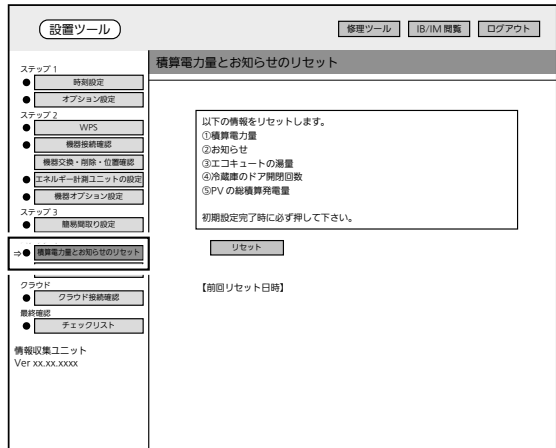 設置ツール
修理ツール
IB/IM 閲覧
ログアウト
ステップ 1
● 時刻設定
● オプション設定
ステップ 2
● WPS
● 機器接続確認
機器交換・削除・位置確認
● エネルギー計測ユニットの設定
● 機器オプション設定
ステップ 3
● 簡易間取り設定
⇒● 積算電力量とお知らせのリセット
クラウド
● クラウド接続確認
最終確認
● チェックリスト
情報収集ユニット
Ver xx.xx.xxxx
積算電力量とお知らせのリセット
以下の情報をリセットします。
①積算電力量
②お知らせ
③エコキュートの湯量
④冷蔵庫のドア開閉回数
⑤PV の総積算発電量
初期設定完了時に必ず押して下さい。
リセット
【前回リセット日時】